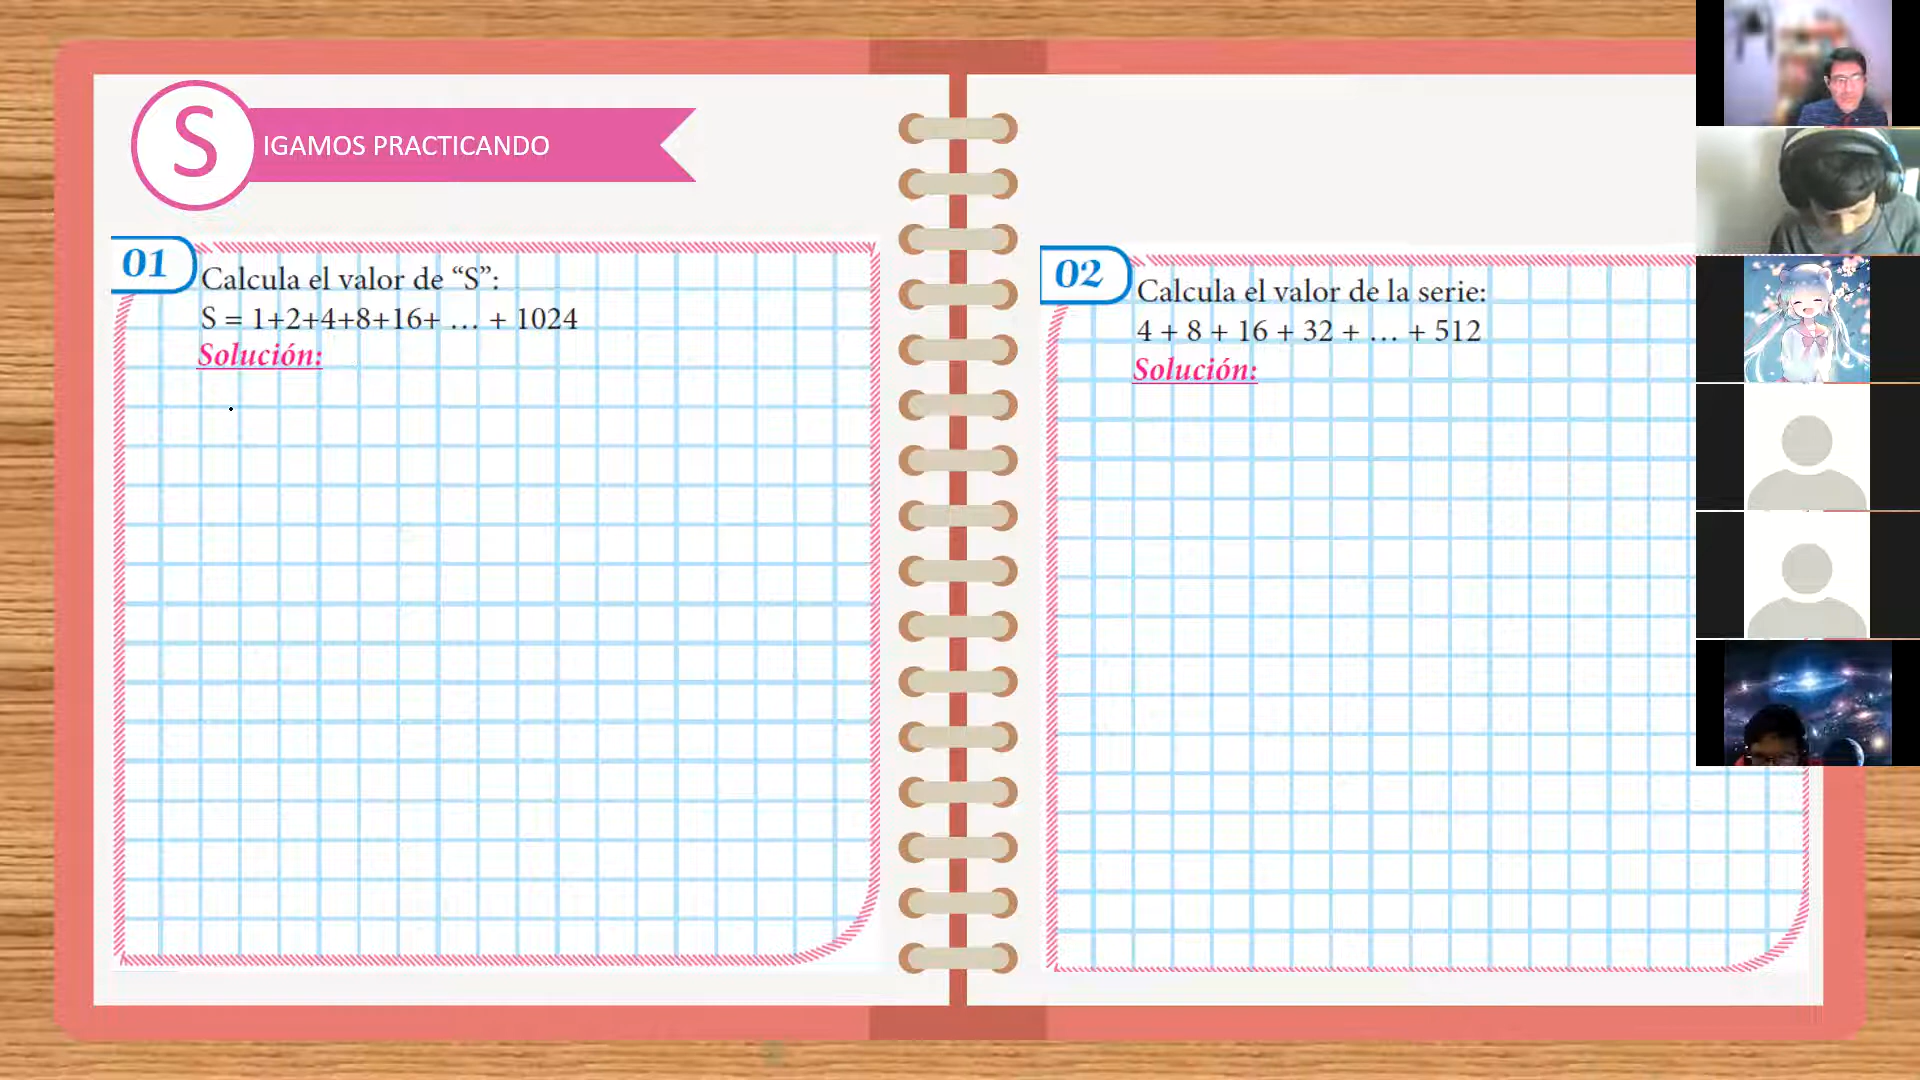 SIGAMOS PRACTICANDO
01
Calcula el valor de “S”:
S = 1+2+4+8+16+ … + 1024
Solución:
02
Calcula el valor de la serie:
4 + 8 + 16 + 32 + … + 512
Solución: